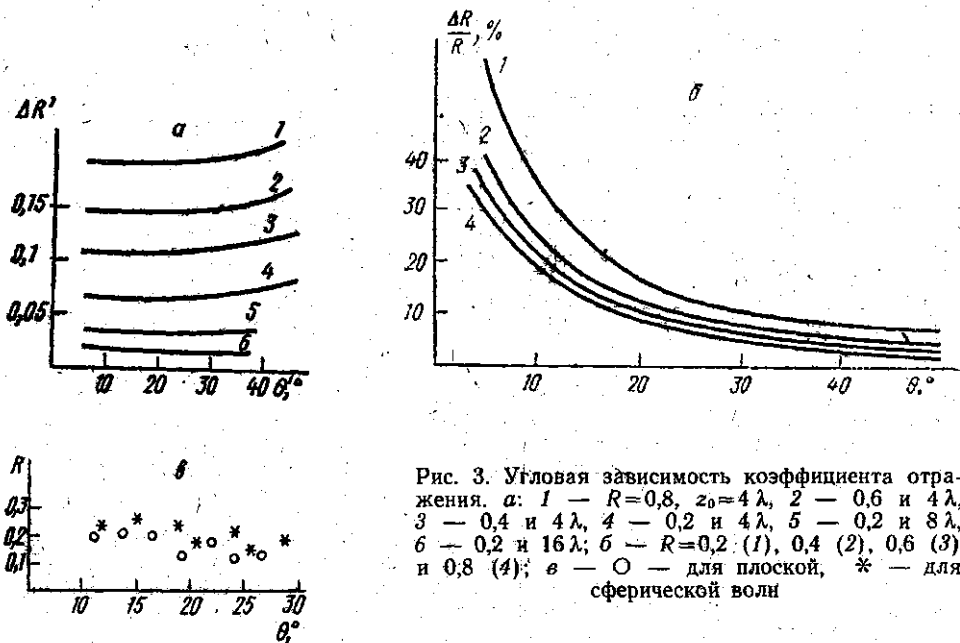 ΔR/R, %
1
б
2
3
4
40
30
20
10
10 20 30 40 θ,°
ΔR'
а
1
2
3
4
5
6
0,15
0,1
0,05
10 20 30 40 θ,°
R
в
0,3
0,2
0,1
10 15 20 25 30
θ,°
Рис. 3. Угловая зависимость коэффициента отра-
жения. а: 1 — R=0,8, z₀=4 λ, 2 — 0,6 и 4 λ,
3 — 0,4 и 4 λ, 4 — 0,2 и 4 λ, 5 — 0,2 и 8 λ,
6 — 0,2 и 16 λ; б — R=0,2 (1), 0,4 (2), 0,6 (3)
и 0,8 (4); в — О — для плоской, * — для
сферической волн